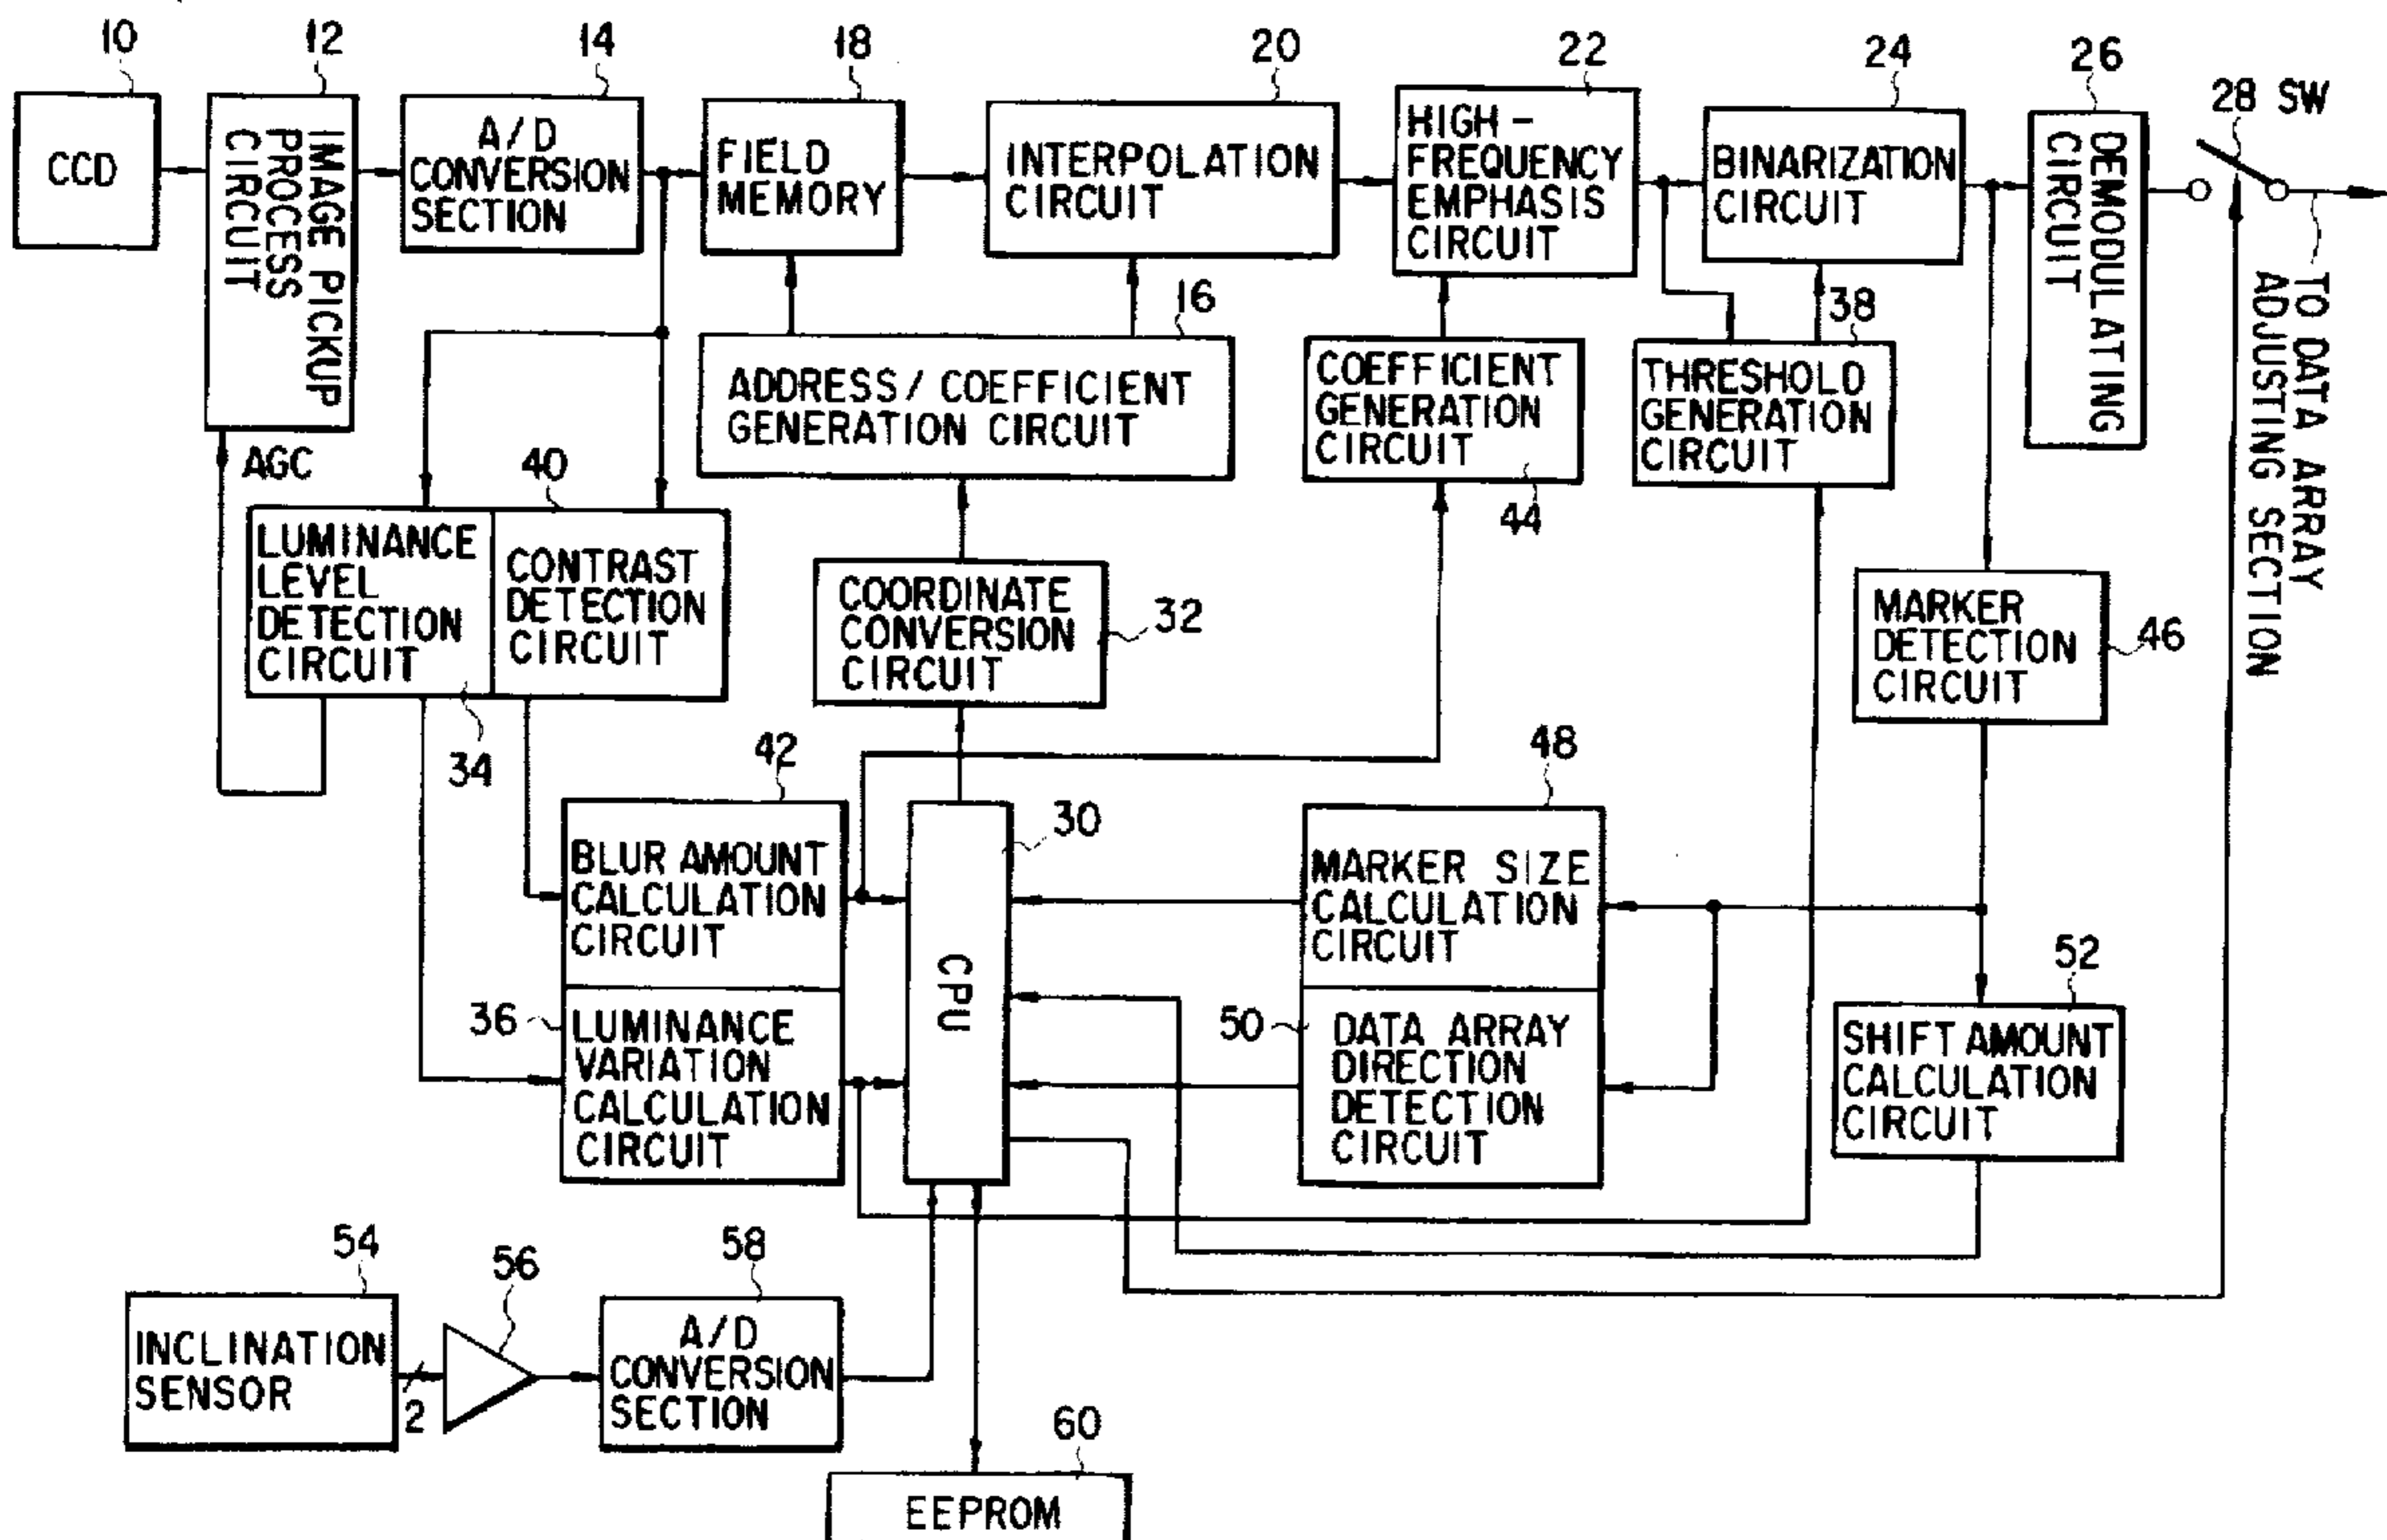 10
12
14
18
20
22
24
26
28 SW
CCD
IMAGE PICKUP
PROCESS
CIRCUIT
A/D
CONVERSION
SECTION
FIELD
MEMORY
INTERPOLATION
CIRCUIT
HIGH-
FREQUENCY
EMPHASIS
CIRCUIT
BINARIZATION
CIRCUIT
DEMODULATING
CIRCUIT
TO DATA ARRAY
ADJUSTING SECTION
AGC
16
ADDRESS/COEFFICIENT
GENERATION CIRCUIT
COEFFICIENT
GENERATION
CIRCUIT
44
38
THRESHOLD
GENERATION
CIRCUIT
40
LUMINANCE
LEVEL
DETECTION
CIRCUIT
34
CONTRAST
DETECTION
CIRCUIT
COORDINATE
CONVERSION
CIRCUIT
32
MARKER
DETECTION
CIRCUIT
46
42
BLUR AMOUNT
CALCULATION
CIRCUIT
36
LUMINANCE
VARIATION
CALCULATION
CIRCUIT
30
CPU
48
MARKER SIZE
CALCULATION
CIRCUIT
50
DATA ARRAY
DIRECTION
DETECTION
CIRCUIT
52
SHIFT AMOUNT
CALCULATION
CIRCUIT
54
INCLINATION
SENSOR
2
56
58
A/D
CONVERSION
SECTION
60
EEPROM